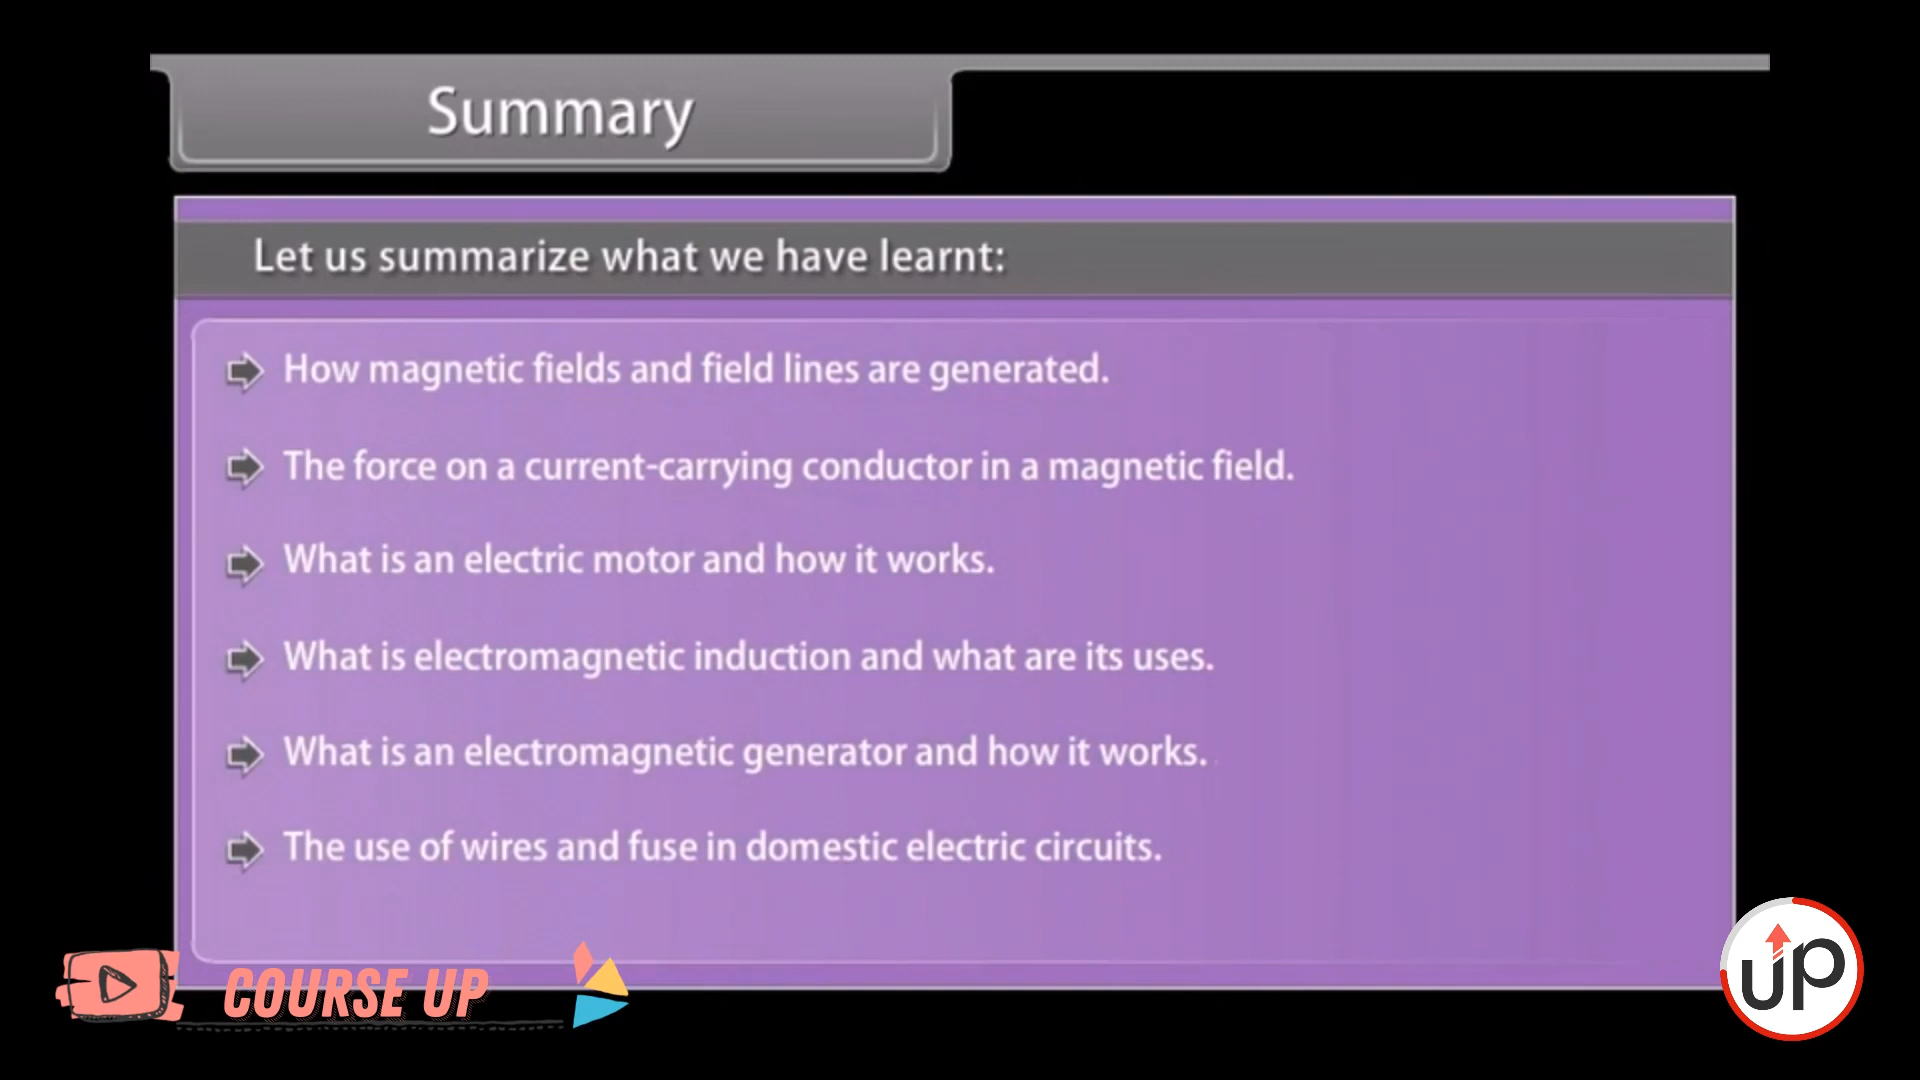 Summary
Let us summarize what we have learnt:
How magnetic fields and field lines are generated.
The force on a current-carrying conductor in a magnetic field.
What is an electric motor and how it works.
What is electromagnetic induction and what are its uses.
What is an electromagnetic generator and how it works.
The use of wires and fuse in domestic electric circuits.
COURSE UP
UP